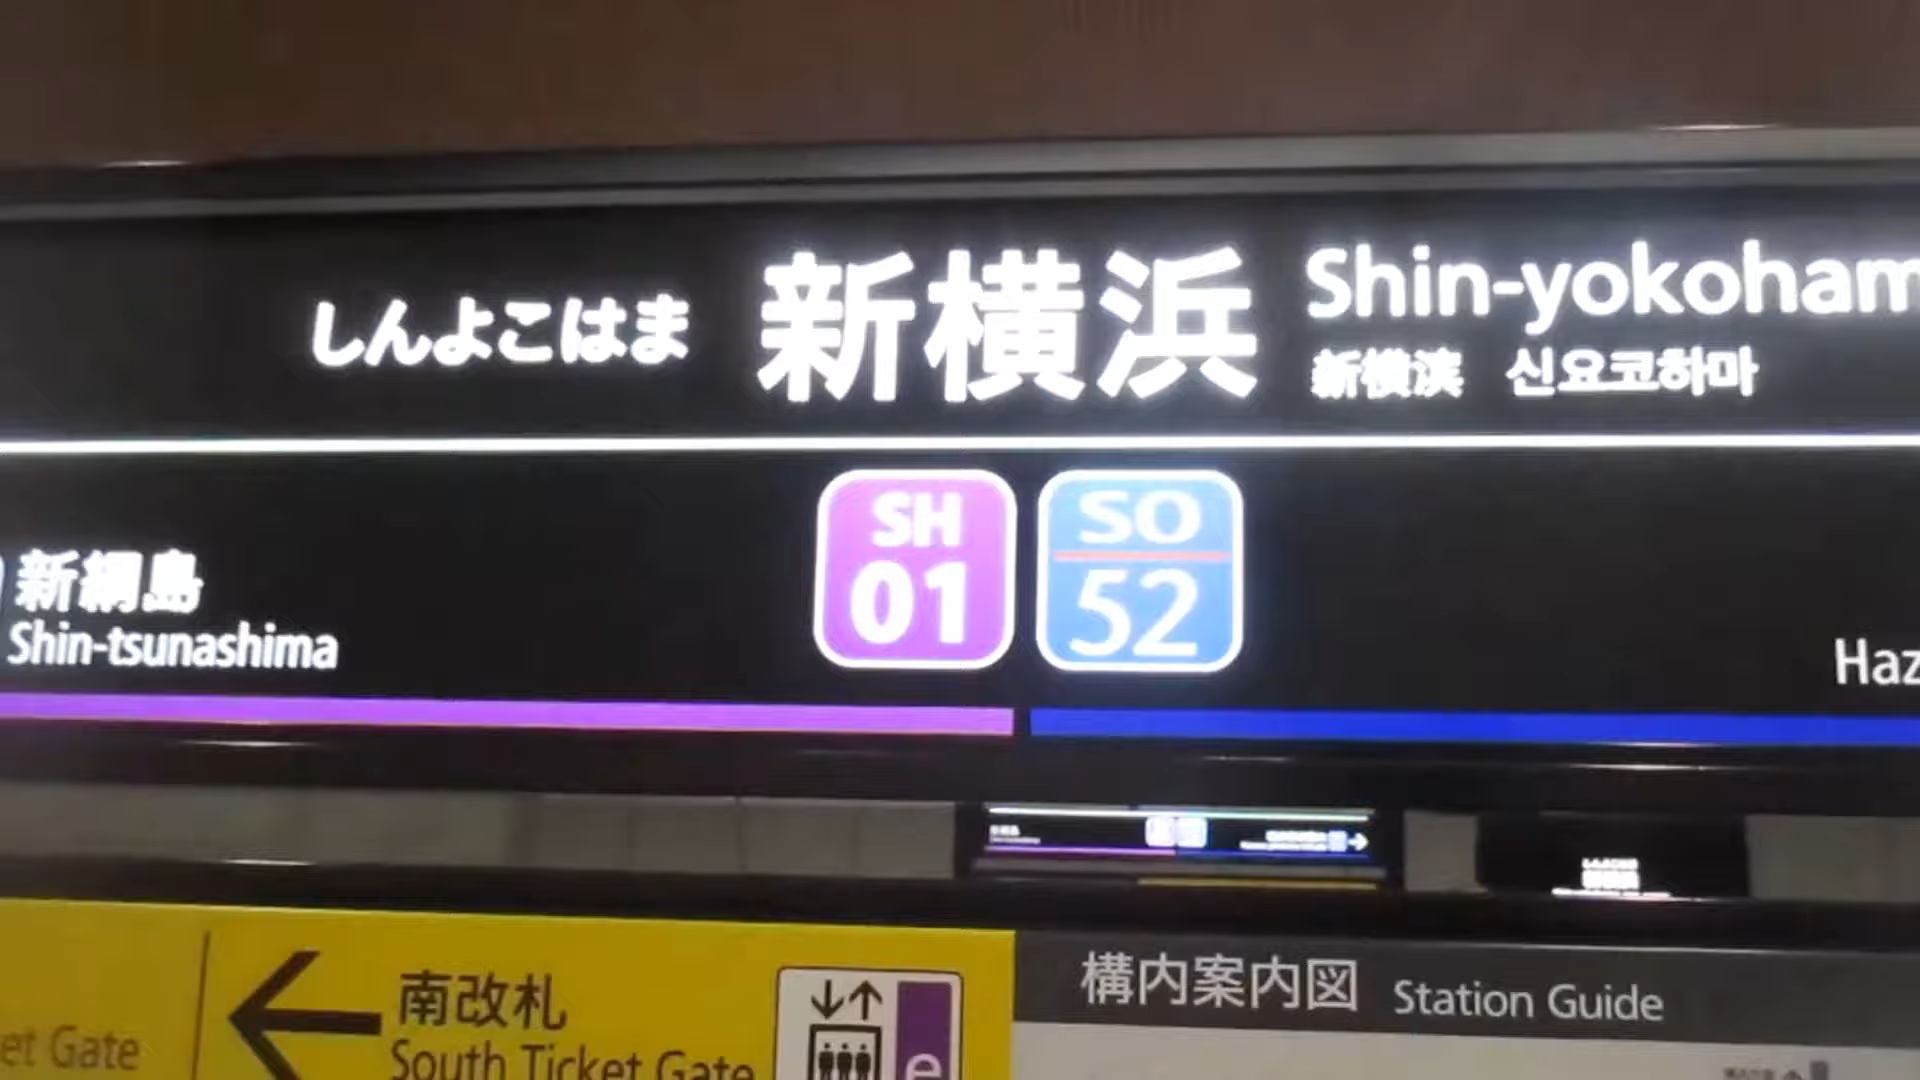 しんよこはま 新横浜 Shin-yokoham
新横滨 신요코하마
SH
01
SO
52
新綱島
Shin-tsunashima
Haz
et Gate
南改札
South Ticket Gate
e
構内案内図 Station Guide